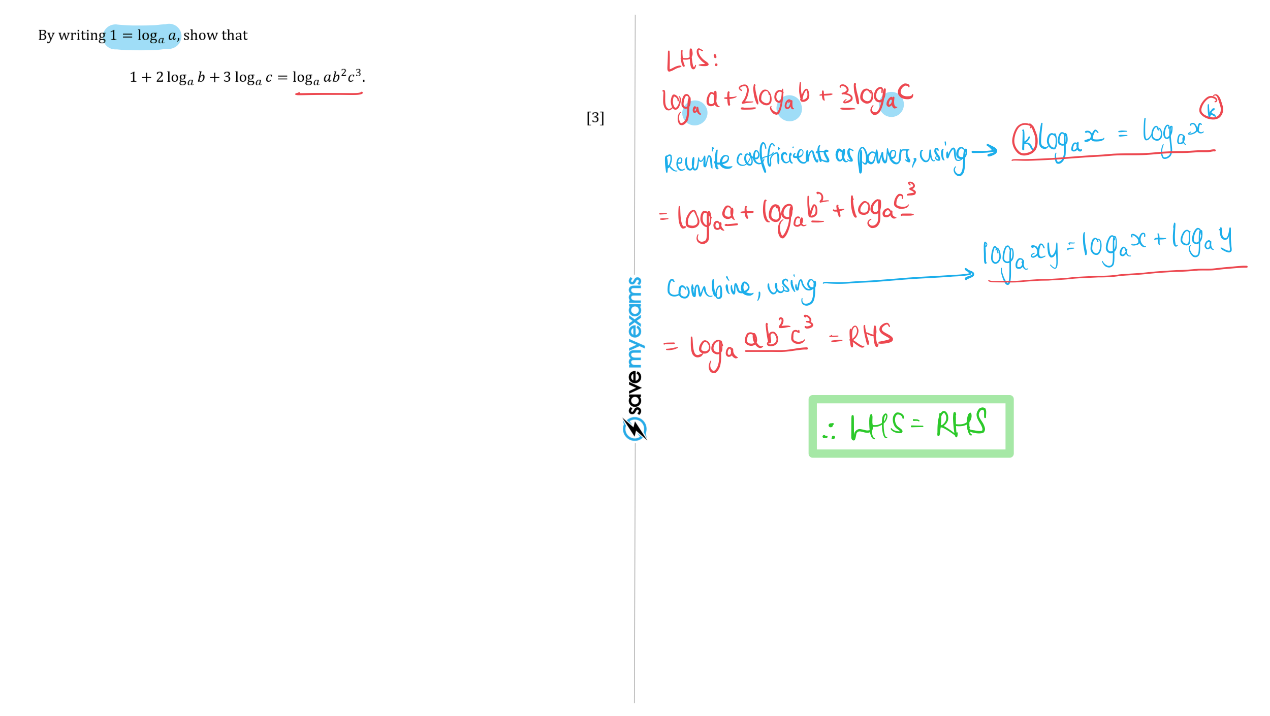 By writing 1 = logₐ a, show that
1 + 2 logₐ b + 3 logₐ c = logₐ ab²c³.
[3]
save my exams
LHS:
logₐ a + 2logₐ b + 3logₐ c
Rewrite coefficients as powers, using → klogₐ x = logₐ xᵏ
= logₐ a + logₐ b² + logₐ c³
Combine, using → logₐ xy = logₐ x + logₐ y
= logₐ ab²c³ = RHS
∴ LHS = RHS